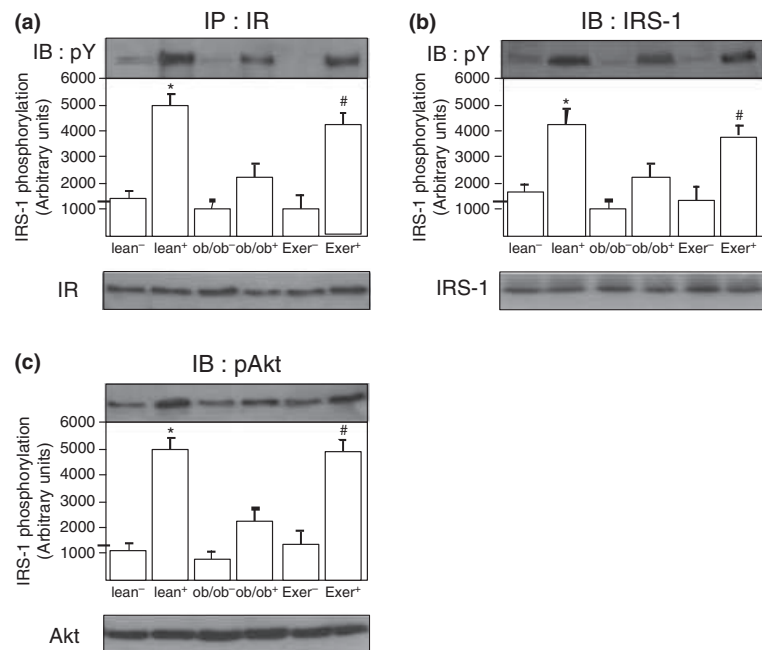 (a)
IP : IR
IB : pY
IRS-1 phosphorylation
(Arbitrary units)
6000
5000
4000
3000
2000
1000
*
#
lean⁻ lean⁺ ob/ob⁻ ob/ob⁺ Exer⁻ Exer⁺
IR
(b)
IB : IRS-1
IB : pY
IRS-1 phosphorylation
(Arbitrary units)
6000
5000
4000
3000
2000
1000
*
#
lean⁻ lean⁺ ob/ob⁻ ob/ob⁺ Exer⁻ Exer⁺
IRS-1
(c)
IB : pAkt
IRS-1 phosphorylation
(Arbitrary units)
6000
5000
4000
3000
2000
1000
*
#
lean⁻ lean⁺ ob/ob⁻ ob/ob⁺ Exer⁻ Exer⁺
Akt